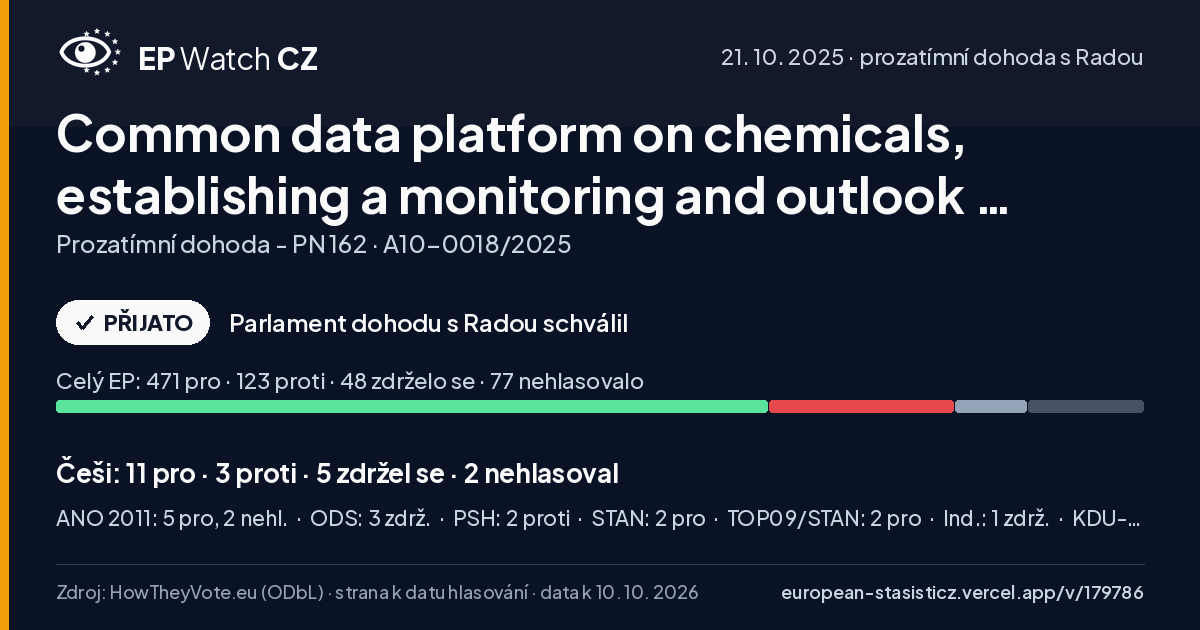 EP Watch CZ
21. 10. 2025 · prozatímní dohoda s Radou
Common data platform on chemicals,
establishing a monitoring and outlook …
Prozatímní dohoda – PN 162 · A10–0018/2025
✓ PŘIJATO
Parlament dohodu s Radou schválil
Celý EP: 471 pro · 123 proti · 48 zdrželo se · 77 nehlasovalo
Češi: 11 pro · 3 proti · 5 zdržel se · 2 nehlasoval
ANO 2011: 5 pro, 2 nehl. · ODS: 3 zdrž. · PSH: 2 proti · STAN: 2 pro · TOP09/STAN: 2 pro · Ind.: 1 zdrž. · KDU-…
Zdroj: HowTheyVote.eu (ODbL) · strana k datu hlasování · data k 10. 10. 2026
european-stasisticz.vercel.app/v/179786